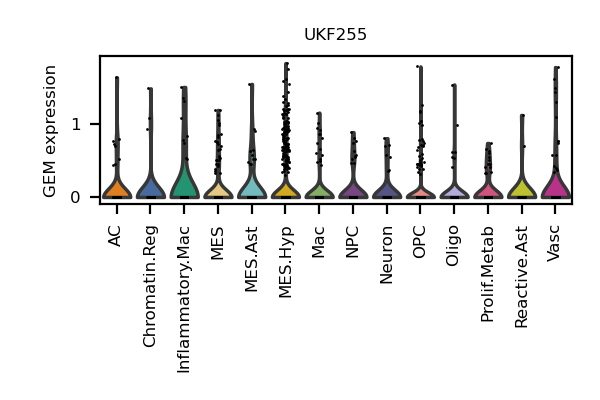 UKF255
GEM expression
1
0
AC
Chromatin.Reg
Inflammatory.Mac
MES
MES.Ast
MES.Hyp
Mac
NPC
Neuron
OPC
Oligo
Prolif.Metab
Reactive.Ast
Vasc